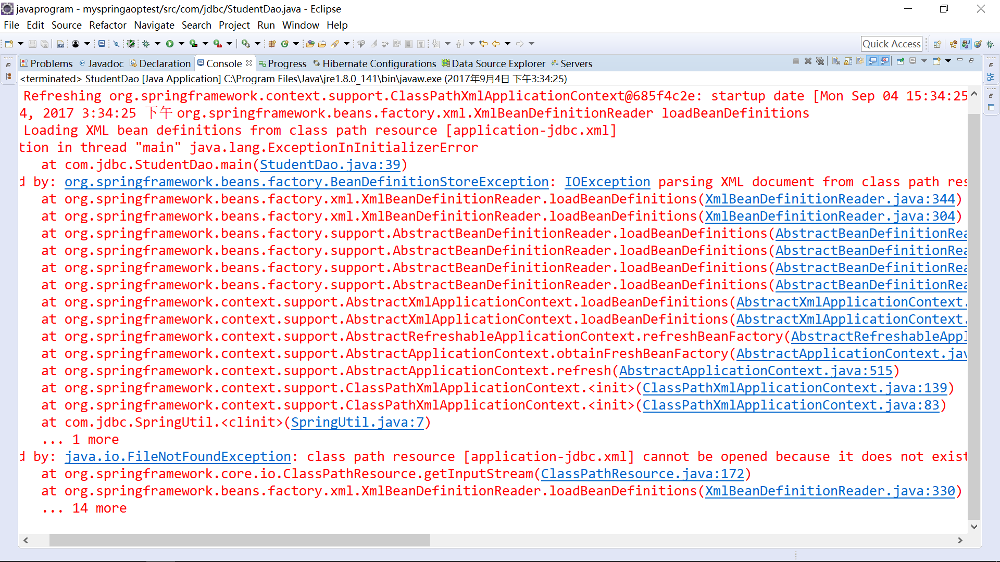 javaprogram - myspringaoptest/src/com/jdbc/StudentDao.java - Eclipse
File Edit Source Refactor Navigate Search Project Run Window Help
Quick Access
Problems @ Javadoc Declaration Console Progress Hibernate Configurations Data Source Explorer Servers
<terminated> StudentDao [Java Application] C:\Program Files\Java\jre1.8.0_141\bin\javaw.exe (2017年9月4日 下午3:34:25)
Refreshing org.springframework.context.support.ClassPathXmlApplicationContext@685f4c2e: startup date [Mon Sep 04 15:34:25
4, 2017 3:34:25 下午 org.springframework.beans.factory.xml.XmlBeanDefinitionReader loadBeanDefinitions
Loading XML bean definitions from class path resource [application-jdbc.xml]
tion in thread "main" java.lang.ExceptionInInitializerError
at com.jdbc.StudentDao.main(StudentDao.java:39)
d by: org.springframework.beans.factory.BeanDefinitionStoreException: IOException parsing XML document from class path res
at org.springframework.beans.factory.xml.XmlBeanDefinitionReader.loadBeanDefinitions(XmlBeanDefinitionReader.java:344)
at org.springframework.beans.factory.xml.XmlBeanDefinitionReader.loadBeanDefinitions(XmlBeanDefinitionReader.java:304)
at org.springframework.beans.factory.support.AbstractBeanDefinitionReader.loadBeanDefinitions(AbstractBeanDefinitionRea
at org.springframework.beans.factory.support.AbstractBeanDefinitionReader.loadBeanDefinitions(AbstractBeanDefinitionRea
at org.springframework.beans.factory.support.AbstractBeanDefinitionReader.loadBeanDefinitions(AbstractBeanDefinitionRea
at org.springframework.beans.factory.support.AbstractBeanDefinitionReader.loadBeanDefinitions(AbstractBeanDefinitionRea
at org.springframework.context.support.AbstractXmlApplicationContext.loadBeanDefinitions(AbstractXmlApplicationContext.
at org.springframework.context.support.AbstractXmlApplicationContext.loadBeanDefinitions(AbstractXmlApplicationContext.
at org.springframework.context.support.AbstractRefreshableApplicationContext.refreshBeanFactory(AbstractRefreshableAppl
at org.springframework.context.support.AbstractApplicationContext.obtainFreshBeanFactory(AbstractApplicationContext.jav
at org.springframework.context.support.AbstractApplicationContext.refresh(AbstractApplicationContext.java:515)
at org.springframework.context.support.ClassPathXmlApplicationContext.<init>(ClassPathXmlApplicationContext.java:139)
at org.springframework.context.support.ClassPathXmlApplicationContext.<init>(ClassPathXmlApplicationContext.java:83)
at com.jdbc.SpringUtil.<clinit>(SpringUtil.java:7)
... 1 more
d by: java.io.FileNotFoundException: class path resource [application-jdbc.xml] cannot be opened because it does not exist
at org.springframework.core.io.ClassPathResource.getInputStream(ClassPathResource.java:172)
at org.springframework.beans.factory.xml.XmlBeanDefinitionReader.loadBeanDefinitions(XmlBeanDefinitionReader.java:330)
... 14 more